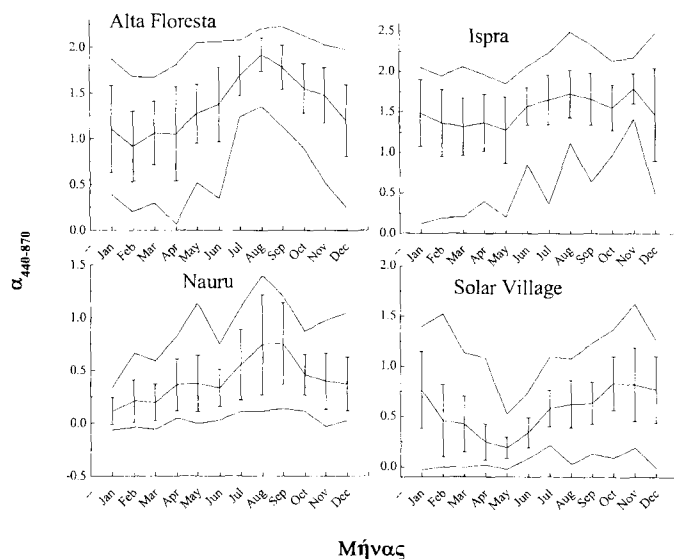 Alta Floresta
Ispra
2.0
1.5
1.0
0.5
0.0
2.5
2.0
1.5
1.0
0.5
0.0
-- Jan Feb Mar Apr May Jun Jul Aug Sep Oct Nov Dec
-- Jan Feb Mar Apr May Jun Jul Aug Sep Oct Nov Dec
α440-870
Nauru
Solar Village
1.5
1.0
0.5
0.0
-0.5
2.0
1.5
1.0
0.5
0.0
-- Jan Feb Mar Apr May Jun Jul Aug Sep Oct Nov Dec
-- Jan Feb Mar Apr May Jun Jul Aug Sep Oct Nov Dec
Μήνας